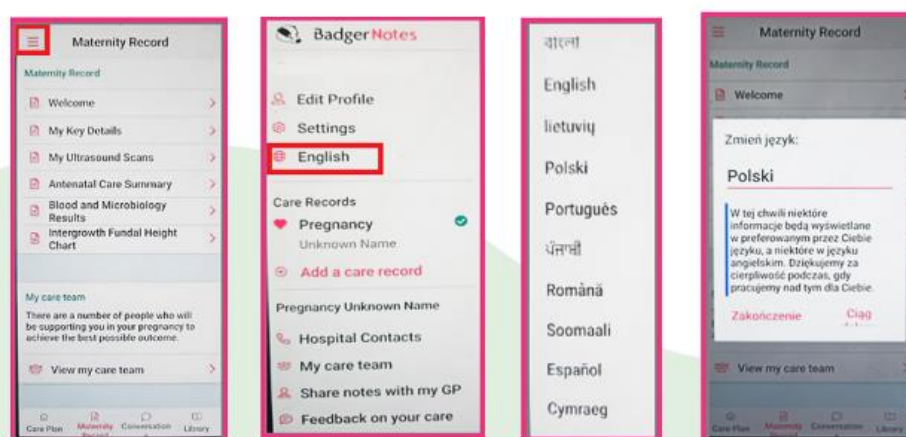 Maternity Record
Maternity Record
Welcome
My Key Details
My Ultrasound Scans
Antenatal Care Summary
Blood and Microbiology
Results
Intergrowth Fundal Height
Chart
My care team
There are a number of people who will
be supporting you in your pregnancy to
achieve the best possible outcome.
View my care team
Care Plan
Maternity
Record
Conversation
Library
BadgerNotes
Edit Profile
Settings
English
Care Records
Pregnancy
Unknown Name
Add a care record
Pregnancy Unknown Name
Hospital Contacts
My care team
Share notes with my GP
Feedback on your care
বাংলা
English
lietuvių
Polski
Português
ਪੰਜਾਬੀ
Română
Soomaali
Español
Cymraeg
Maternity Record
Maternity Record
Welcome
Zmień język:
Polski
W tej chwili niektóre
informacje będą wyświetlane
w preferowanym przez Ciebie
języku, a niektóre w języku
angielskim. Dziękujemy za
cierpliwość podczas, gdy
pracujemy nad tym dla Ciebie.
Zakończenie
Ciąg
View my care team
Care Plan
Maternity
Conversation
Library